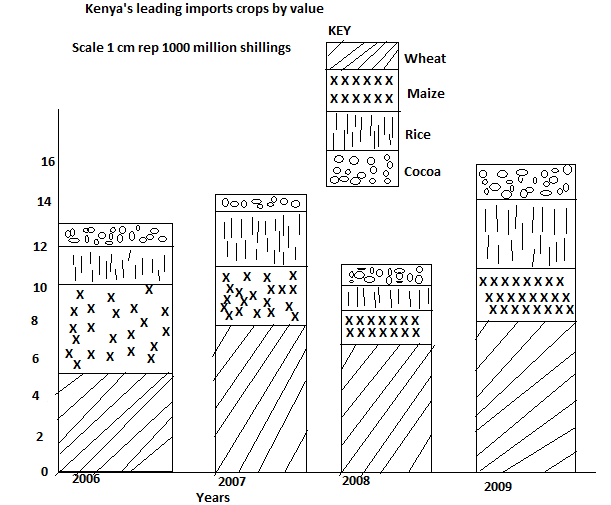 Kenya's leading imports crops by value
Scale 1 cm rep 1000 million shillings
KEY
Wheat
Maize
Rice
Cocoa
16
14
12
10
8
6
4
2
0
2006
2007
2008
2009
Years